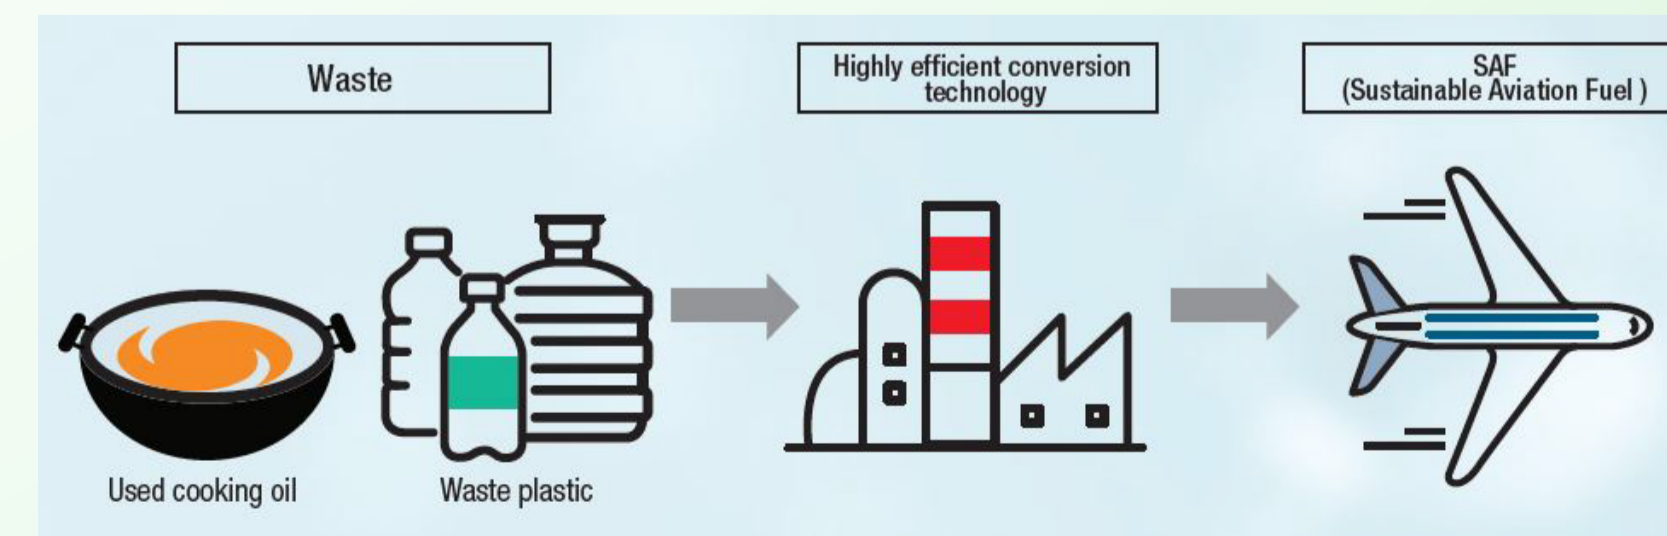 Waste
Highly efficient conversion
technology
SAF
(Sustainable Aviation Fuel )
Used cooking oil
Waste plastic